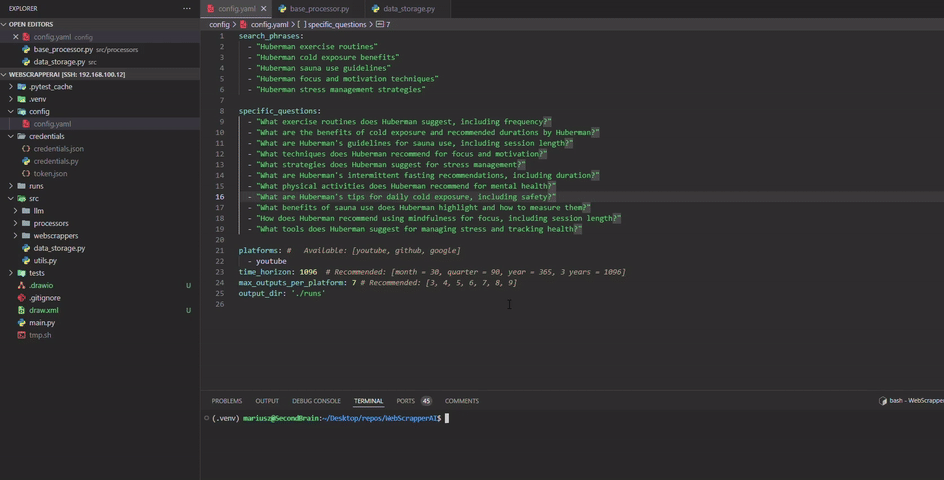 EXPLORER
···
OPEN EDITORS
config.yaml config
base_processor.py src/processors
data_storage.py src
WEBSCRAPPERAI [SSH: 192.168.100.12]
.pytest_cache
.venv
config
config.yaml
credentials
credentials.json
credentials.py
token.json
runs
src
llm
processors
webscrappers
data_storage.py
utils.py
tests
.drawio U
.gitignore
draw.xml U
main.py
tmp.sh
config.yaml
base_processor.py
data_storage.py
config > config.yaml > [ ] specific_questions > 7
1 search_phrases:
2 - "Huberman exercise routines"
3 - "Huberman cold exposure benefits"
4 - "Huberman sauna use guidelines"
5 - "Huberman focus and motivation techniques"
6 - "Huberman stress management strategies"
7
8 specific_questions:
9 - "What exercise routines does Huberman suggest, including frequency?"
10 - "What are the benefits of cold exposure and recommended durations by Huberman?"
11 - "What are Huberman's guidelines for sauna use, including session length?"
12 - "What techniques does Huberman recommend for focus and motivation?"
13 - "What strategies does Huberman suggest for stress management?"
14 - "What are Huberman's intermittent fasting recommendations, including duration?"
15 - "What physical activities does Huberman recommend for mental health?"
16 - "What are Huberman's tips for daily cold exposure, including safety?"
17 - "What benefits of sauna use does Huberman highlight and how to measure them?"
18 - "How does Huberman recommend using mindfulness for focus, including session length?"
19 - "What tools does Huberman suggest for managing stress and tracking health?"
20
21 platforms: # Available: [youtube, github, google]
22 - youtube
23 time_horizon: 1096 # Recommended: [month = 30, quarter = 90, year = 365, 3 years = 1096]
24 max_outputs_per_platform: 7 # Recommended: [3, 4, 5, 6, 7, 8, 9]
25 output_dir: './runs'
26
PROBLEMS OUTPUT DEBUG CONSOLE TERMINAL PORTS 45 COMMENTS
bash - WebScrapper
(.venv) mariusz@SecondBrain:~/Desktop/repos/WebScrapperAI$